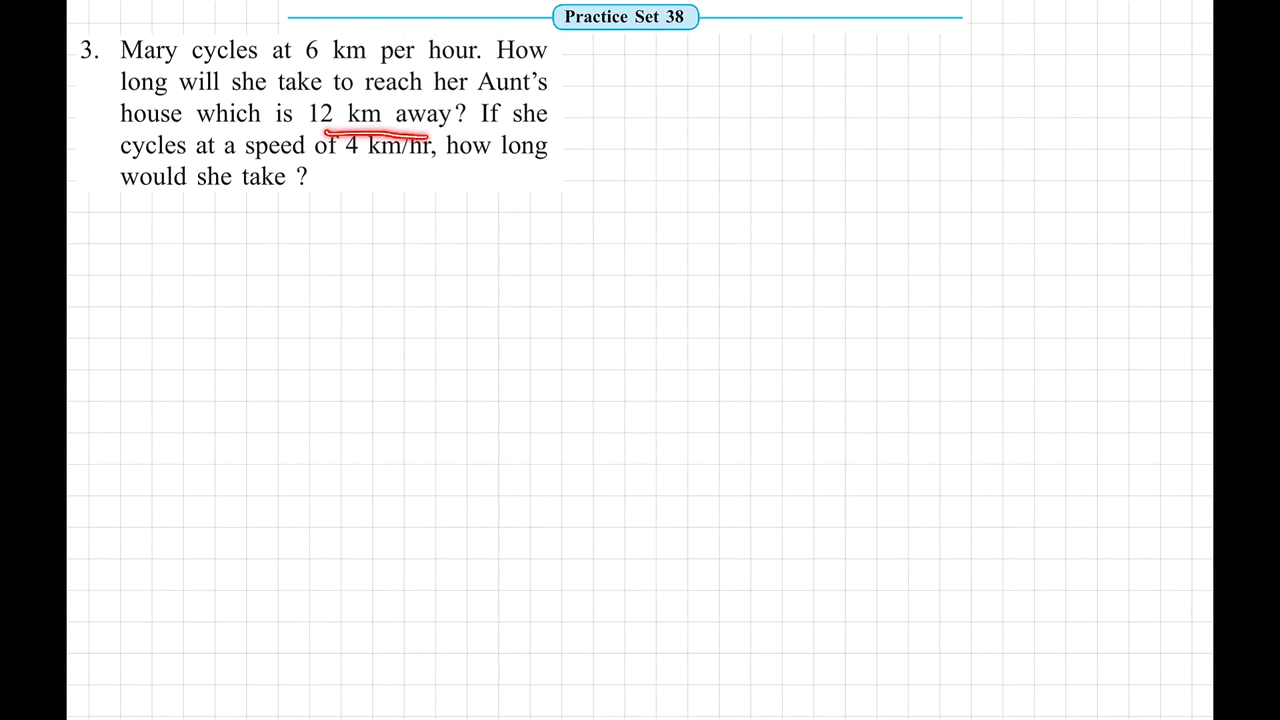 Practice Set 38
3. Mary cycles at 6 km per hour. How
long will she take to reach her Aunt's
house which is 12 km away? If she
cycles at a speed of 4 km/hr, how long
would she take ?